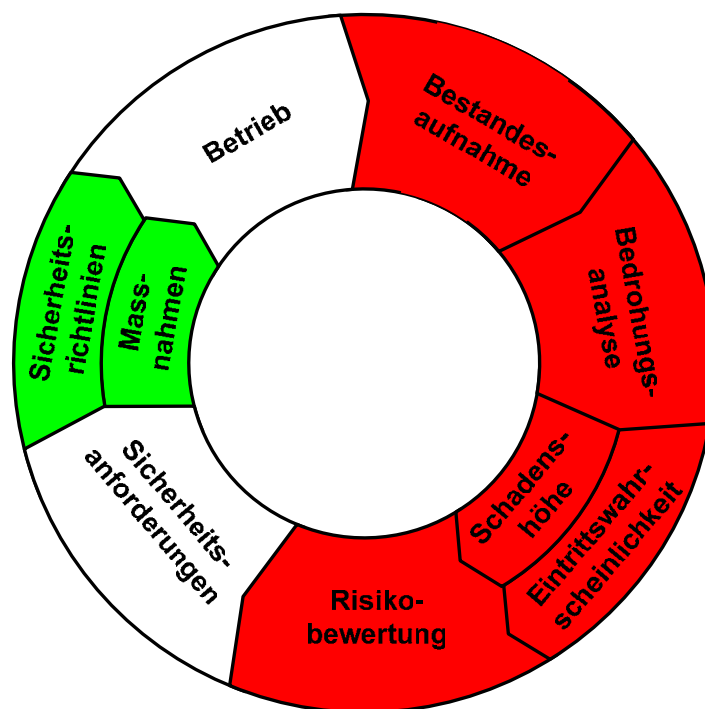 Betrieb
Bestandes-
aufnahme
Bedrohungs-
analyse
Schadens-
höhe
Eintrittswahr-
scheinlichkeit
Risiko-
bewertung
Sicherheits-
anforderungen
Sicherheits-
richtlinien
Mass-
nahmen